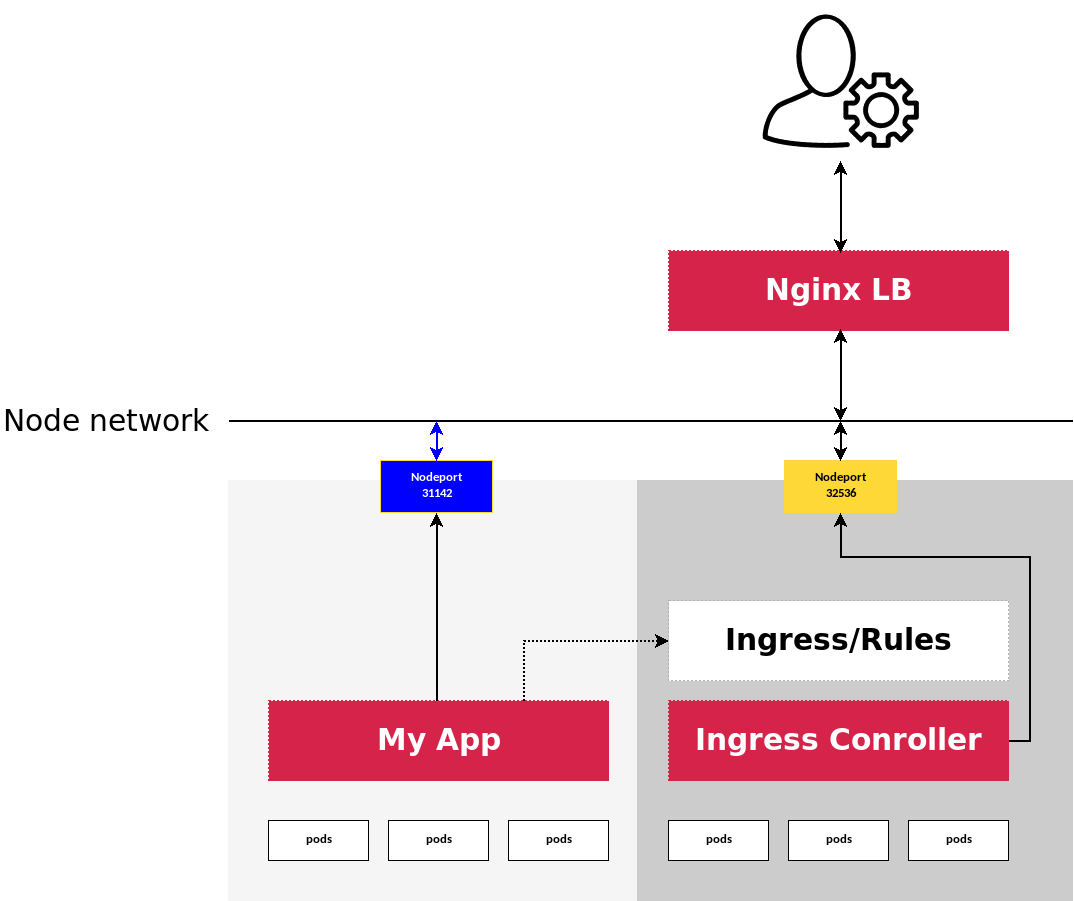 Nginx LB
Node network
Nodeport
31142
Nodeport
32536
Ingress/Rules
My App
Ingress Conroller
pods
pods
pods
pods
pods
pods